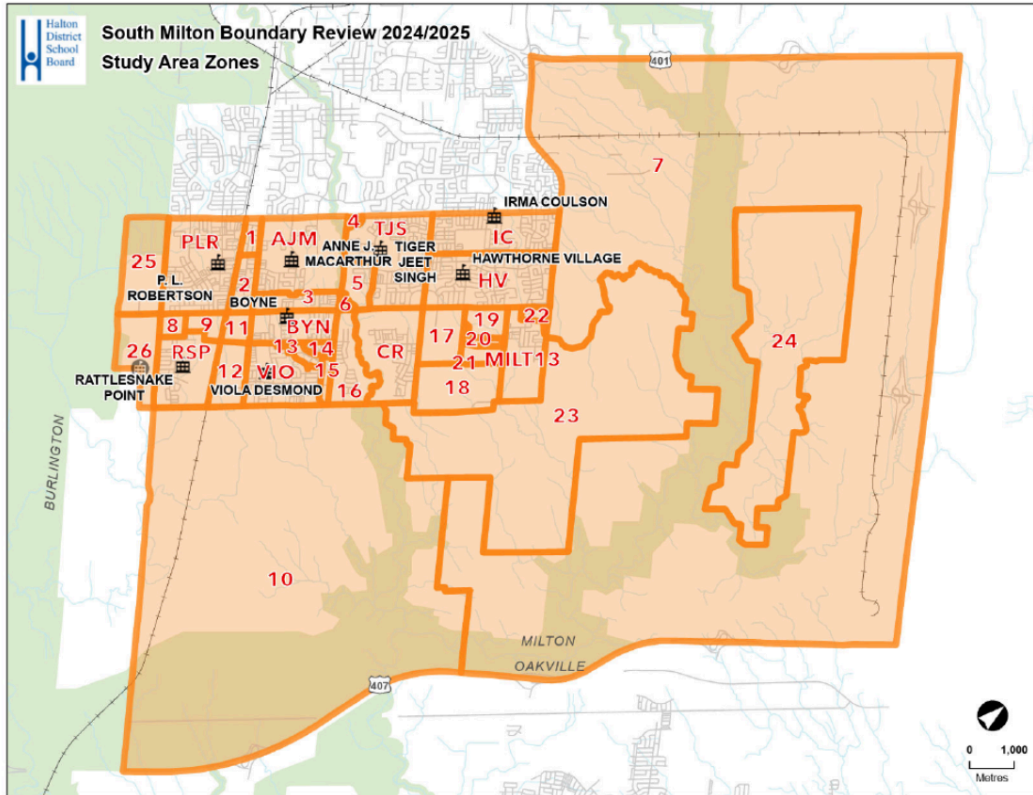 Halton
District
School
Board
South Milton Boundary Review 2024/2025
Study Area Zones
401
7
IRMA COULSON
4
TJS
IC
1
AJM
PLR
ANNE J.
MACARTHUR
TIGER
JEET
SINGH
HAWTHORNE VILLAGE
HV
25
P. L.
ROBERTSON
2
5
3
BOYNE
6
8
9
11
BYN
17
19
22
20
26
RSP
13
14
CR
21
MILT13
24
12
VIO
15
RATTLESNAKE
POINT
VIOLA DESMOND
16
18
23
BURLINGTON
10
MILTON
OAKVILLE
407
0 1,000
Metres